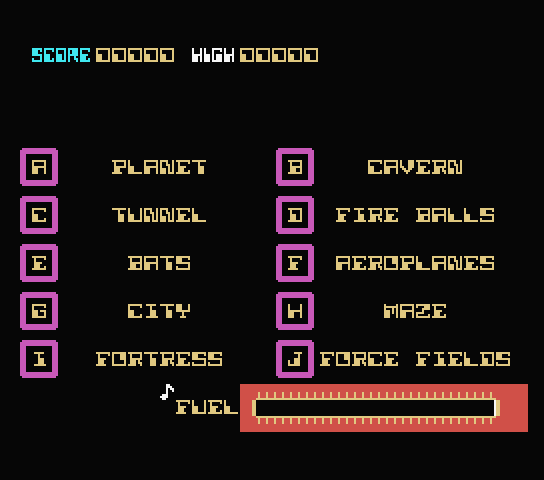 SCORE 00000 HIGH 00000
A PLANET B CAVERN
C TUNNEL D FIRE BALLS
E BATS F AEROPLANES
G CITY H MAZE
I FORTRESS J FORCE FIELDS
FUEL